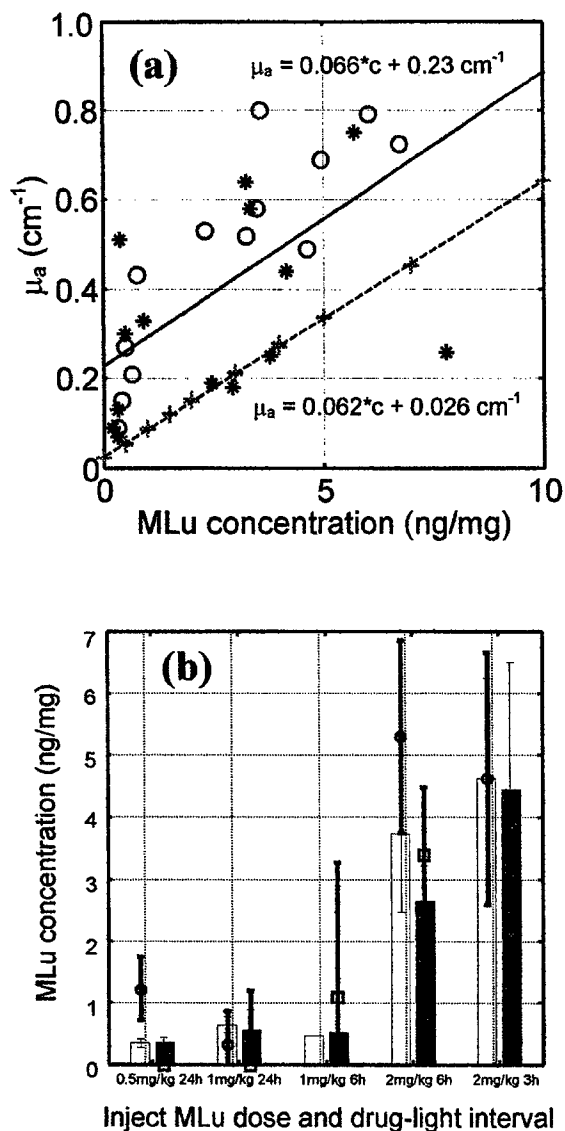 1.0
(a)
μa = 0.066*c + 0.23 cm⁻¹
0.8
0.6
μa (cm⁻¹)
0.4
0.2
μa = 0.062*c + 0.026 cm⁻¹
0
0 5 10
MLu concentration (ng/mg)
7
(b)
6
5
4
MLu concentration (ng/mg)
3
2
1
0
0.5mg/kg 24h 1mg/kg 24h 1mg/kg 6h 2mg/kg 6h 2mg/kg 3h
Inject MLu dose and drug-light interval